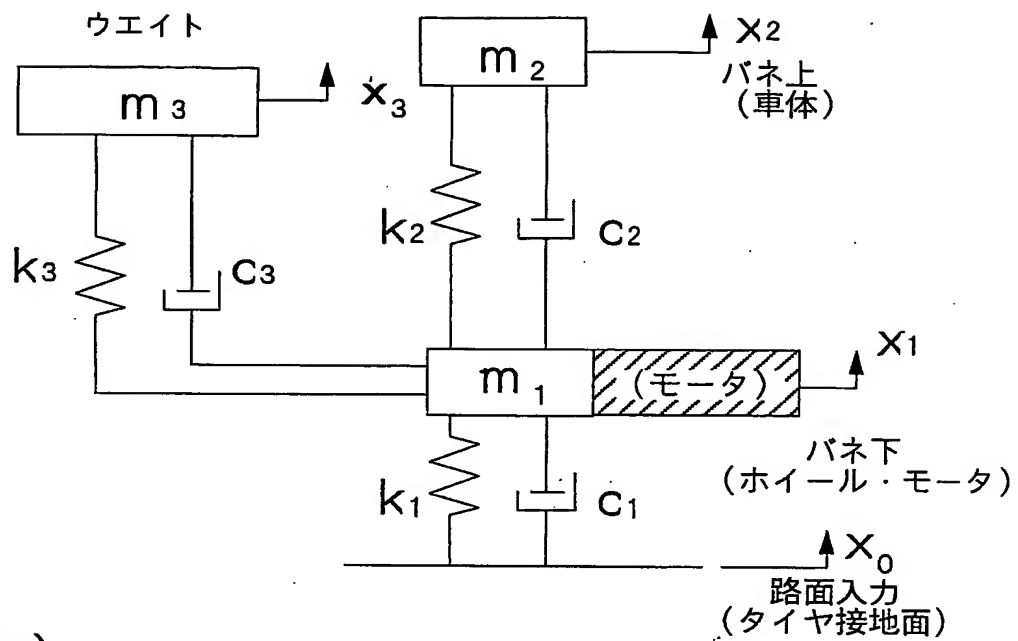 ウエイト
m3
x3
m2
x2
バネ上
(車体)
k3
c3
k2
c2
m1
(モータ)
x1
バネ下
(ホイール・モータ)
k1
c1
x0
路面入力
(タイヤ接地面)